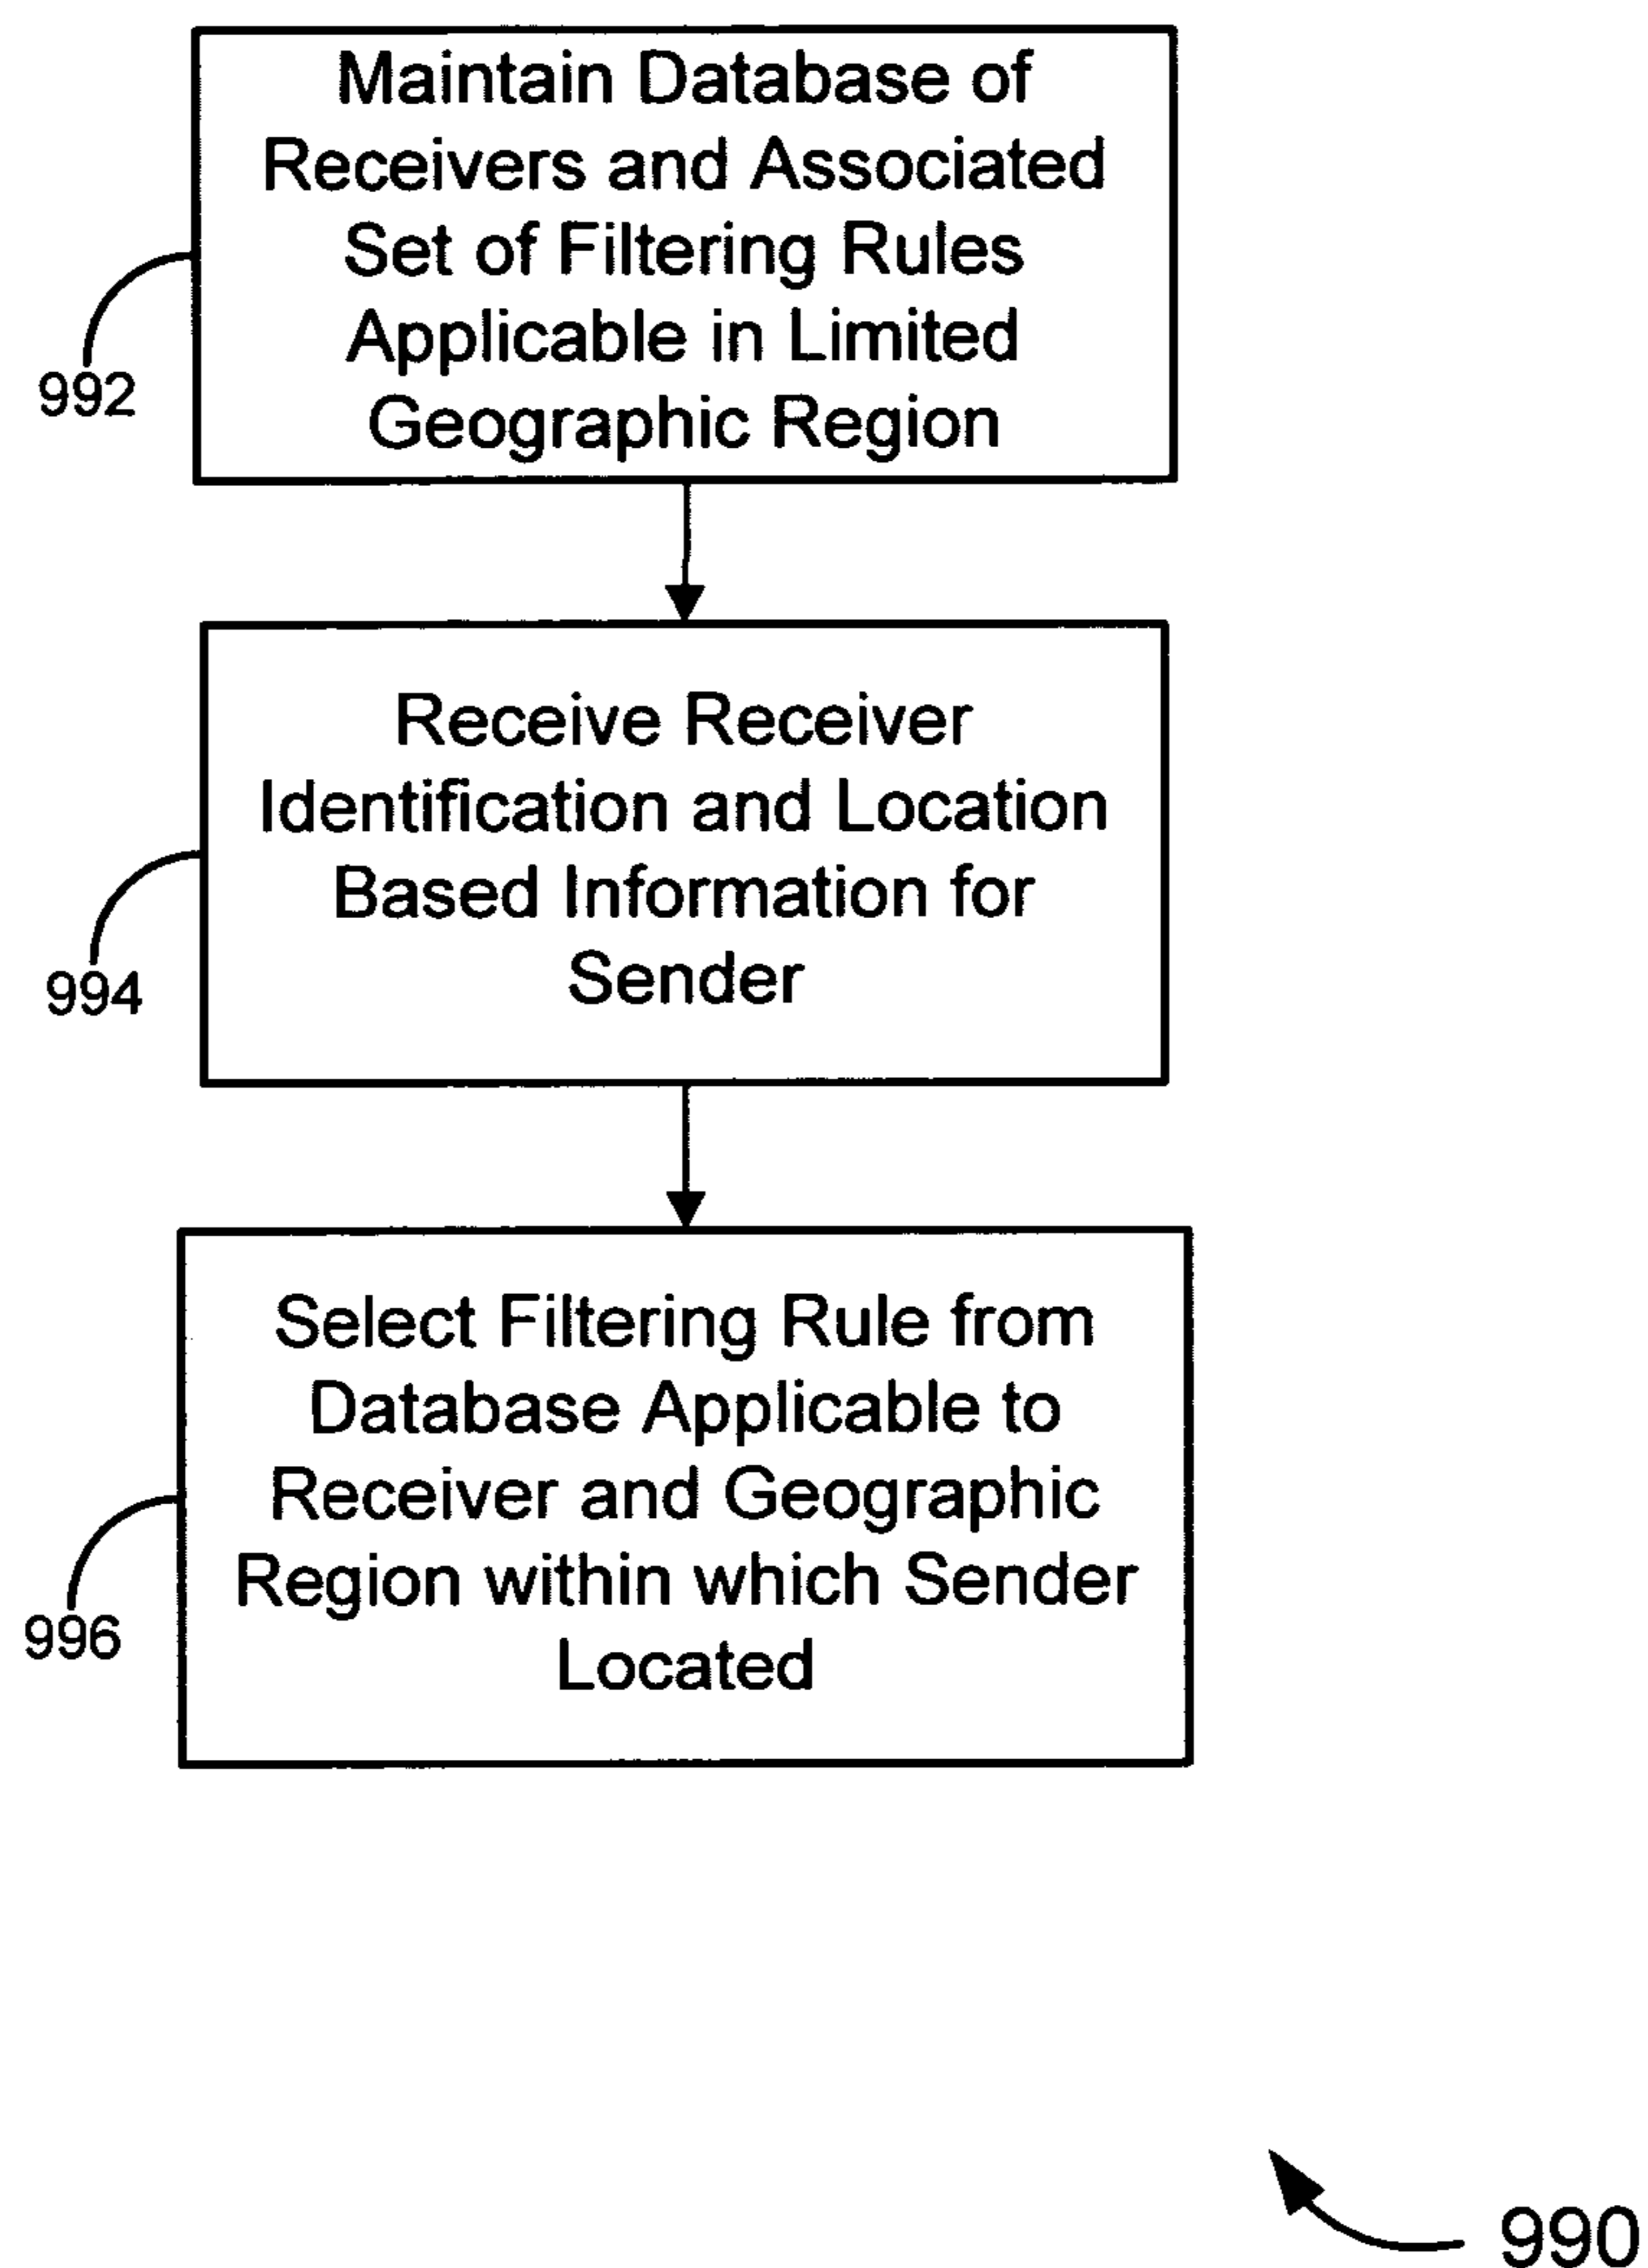 Maintain Database of
Receivers and Associated
Set of Filtering Rules
Applicable in Limited
Geographic Region
992
Receive Receiver
Identification and Location
Based Information for
Sender
994
Select Filtering Rule from
Database Applicable to
Receiver and Geographic
Region within which Sender
Located
996
990